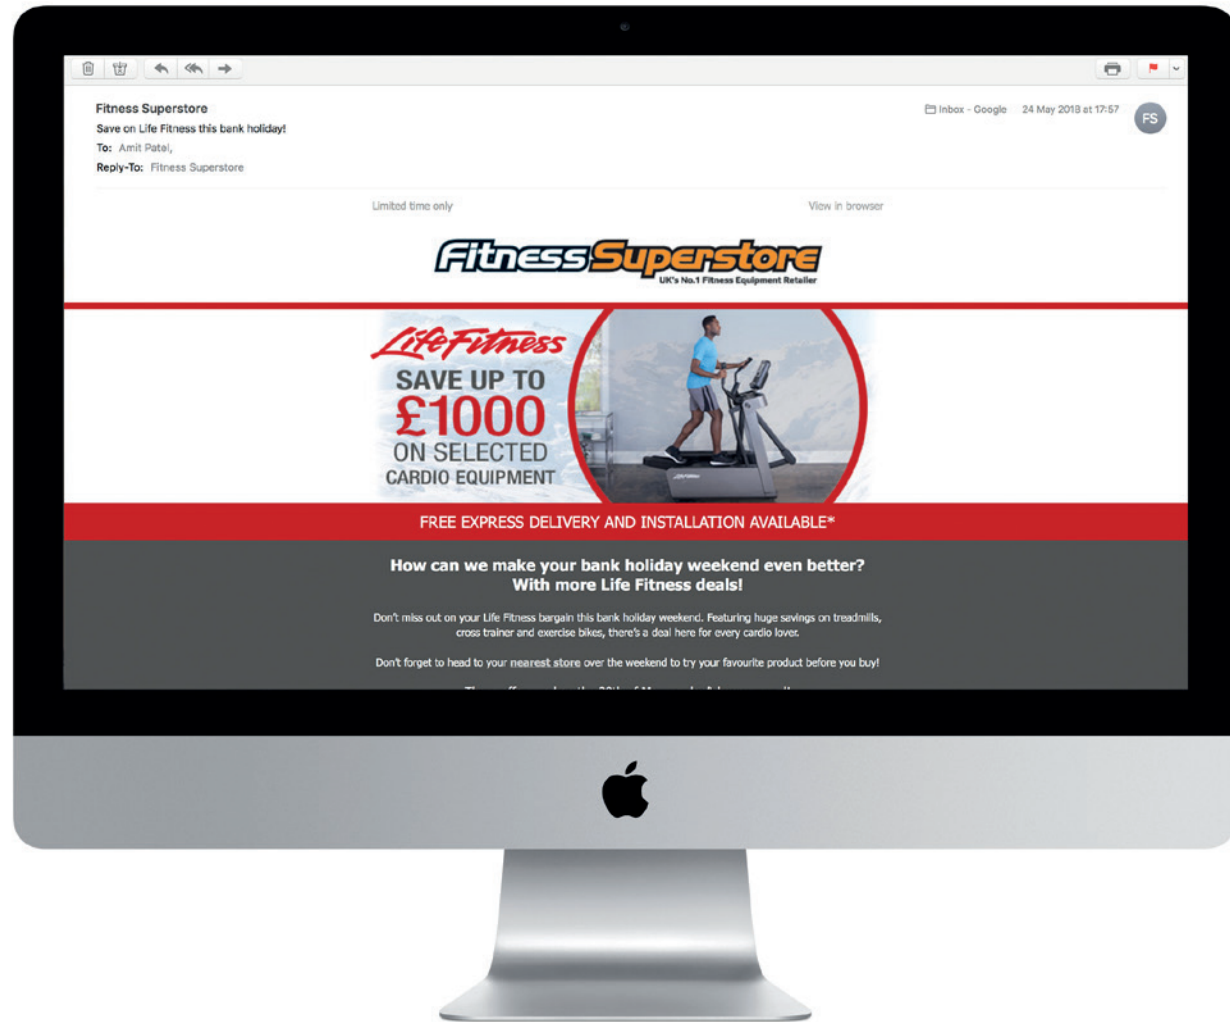 Fitness Superstore
Inbox - Google 24 May 2018 at 17:57
FS
Save on Life Fitness this bank holiday!
To: Amit Patel,
Reply-To: Fitness Superstore
Limited time only
View in browser
Fitness Superstore
UK's No.1 Fitness Equipment Retailer
Life Fitness
SAVE UP TO
£1000
ON SELECTED
CARDIO EQUIPMENT
FREE EXPRESS DELIVERY AND INSTALLATION AVAILABLE*
How can we make your bank holiday weekend even better?
With more Life Fitness deals!
Don't miss out on your Life Fitness bargain this bank holiday weekend. Featuring huge savings on treadmills,
cross trainer and exercise bikes, there's a deal here for every cardio lover.
Don't forget to head to your nearest store over the weekend to try your favourite product before you buy!